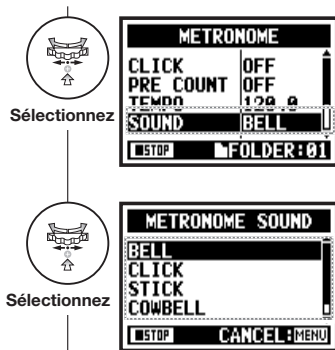 METRONOME
CLICK OFF
PRE COUNT OFF
TEMPO 120.0
SOUND BELL
STOP FOLDER:01
Sélectionnez
METRONOME SOUND
BELL
CLICK
STICK
COWBELL
STOP CANCEL:MENU
Sélectionnez